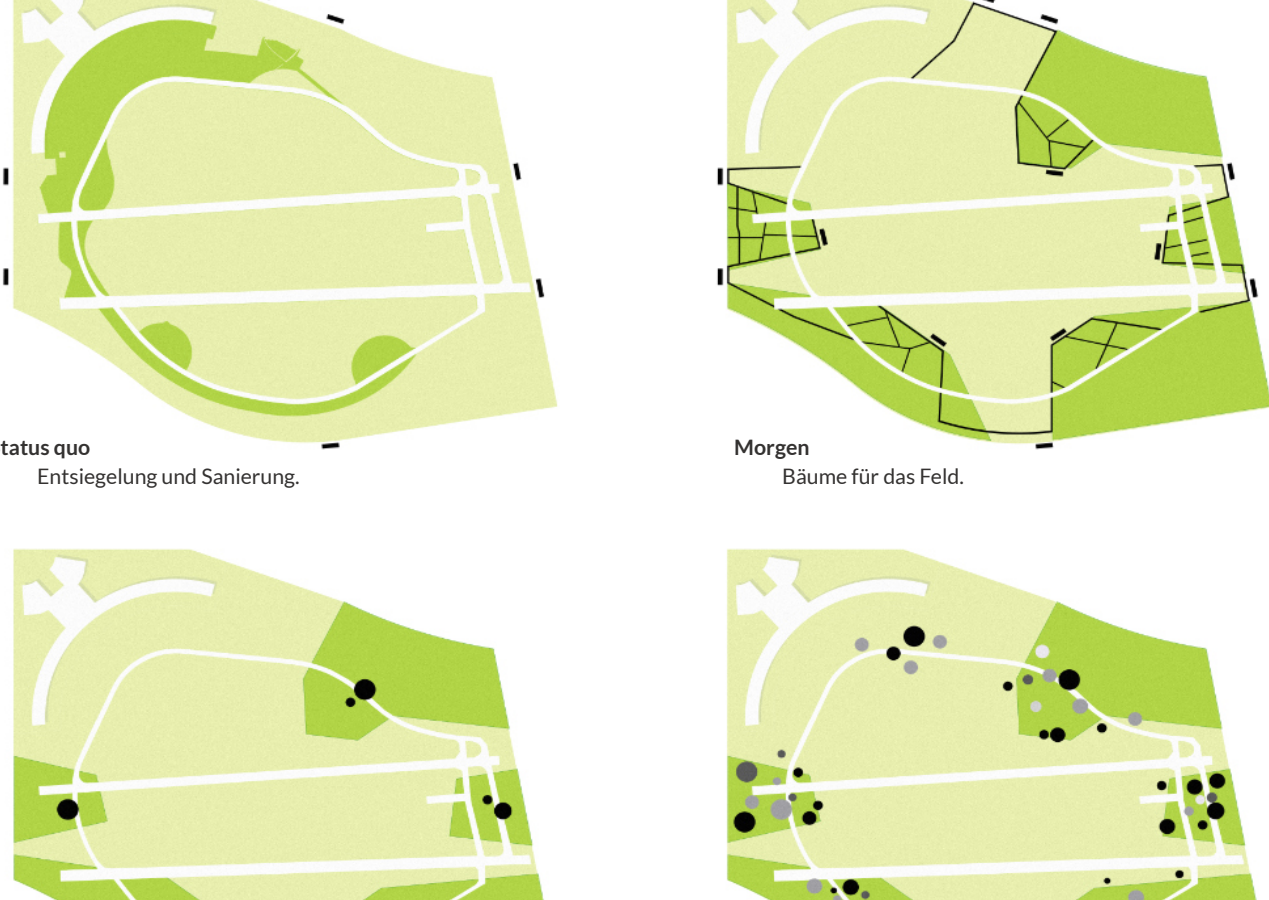 tatus quo
Entsiegelung und Sanierung.
Morgen
Bäume für das Feld.